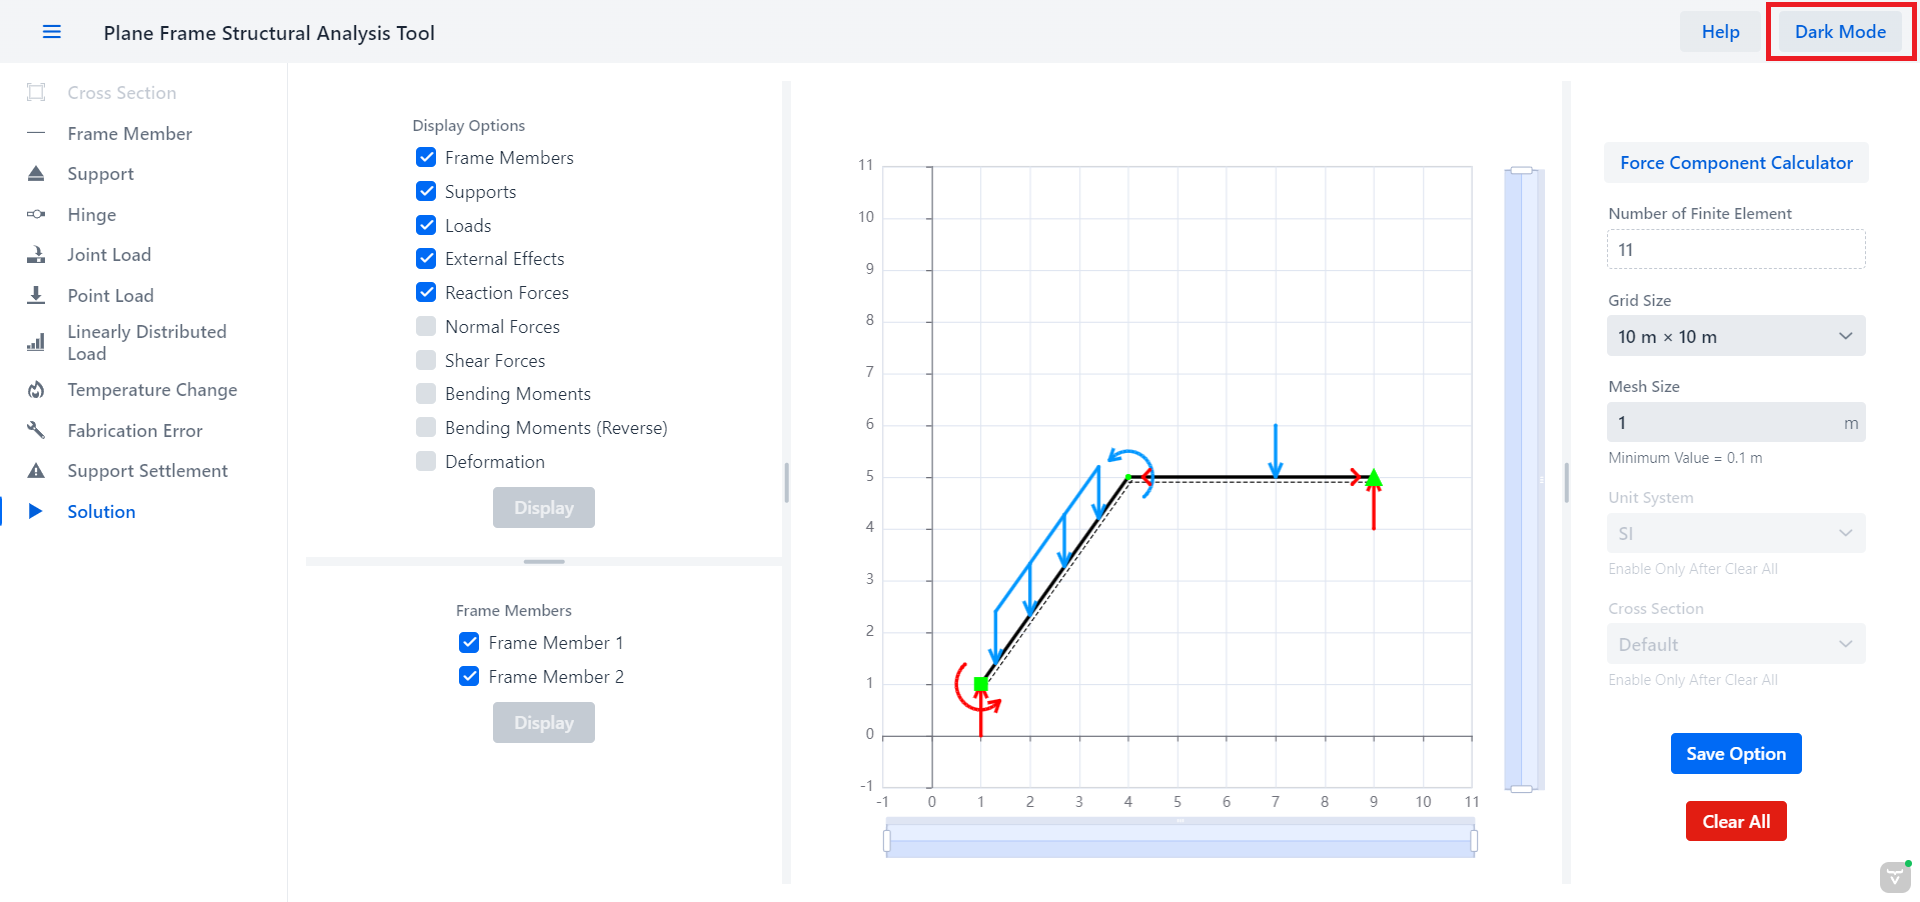 Plane Frame Structural Analysis Tool
Help
Dark Mode
Cross Section
Frame Member
Support
Hinge
Joint Load
Point Load
Linearly Distributed
Load
Temperature Change
Fabrication Error
Support Settlement
Solution
Display Options
Frame Members
Supports
Loads
External Effects
Reaction Forces
Normal Forces
Shear Forces
Bending Moments
Bending Moments (Reverse)
Deformation
Display
Frame Members
Frame Member 1
Frame Member 2
Display
11
10
9
8
7
6
5
4
3
2
1
0
-1
-1 0 1 2 3 4 5 6 7 8 9 10 11
Force Component Calculator
Number of Finite Element
11
Grid Size
10 m × 10 m
Mesh Size
1 m
Minimum Value = 0.1 m
Unit System
SI
Enable Only After Clear All
Cross Section
Default
Enable Only After Clear All
Save Option
Clear All